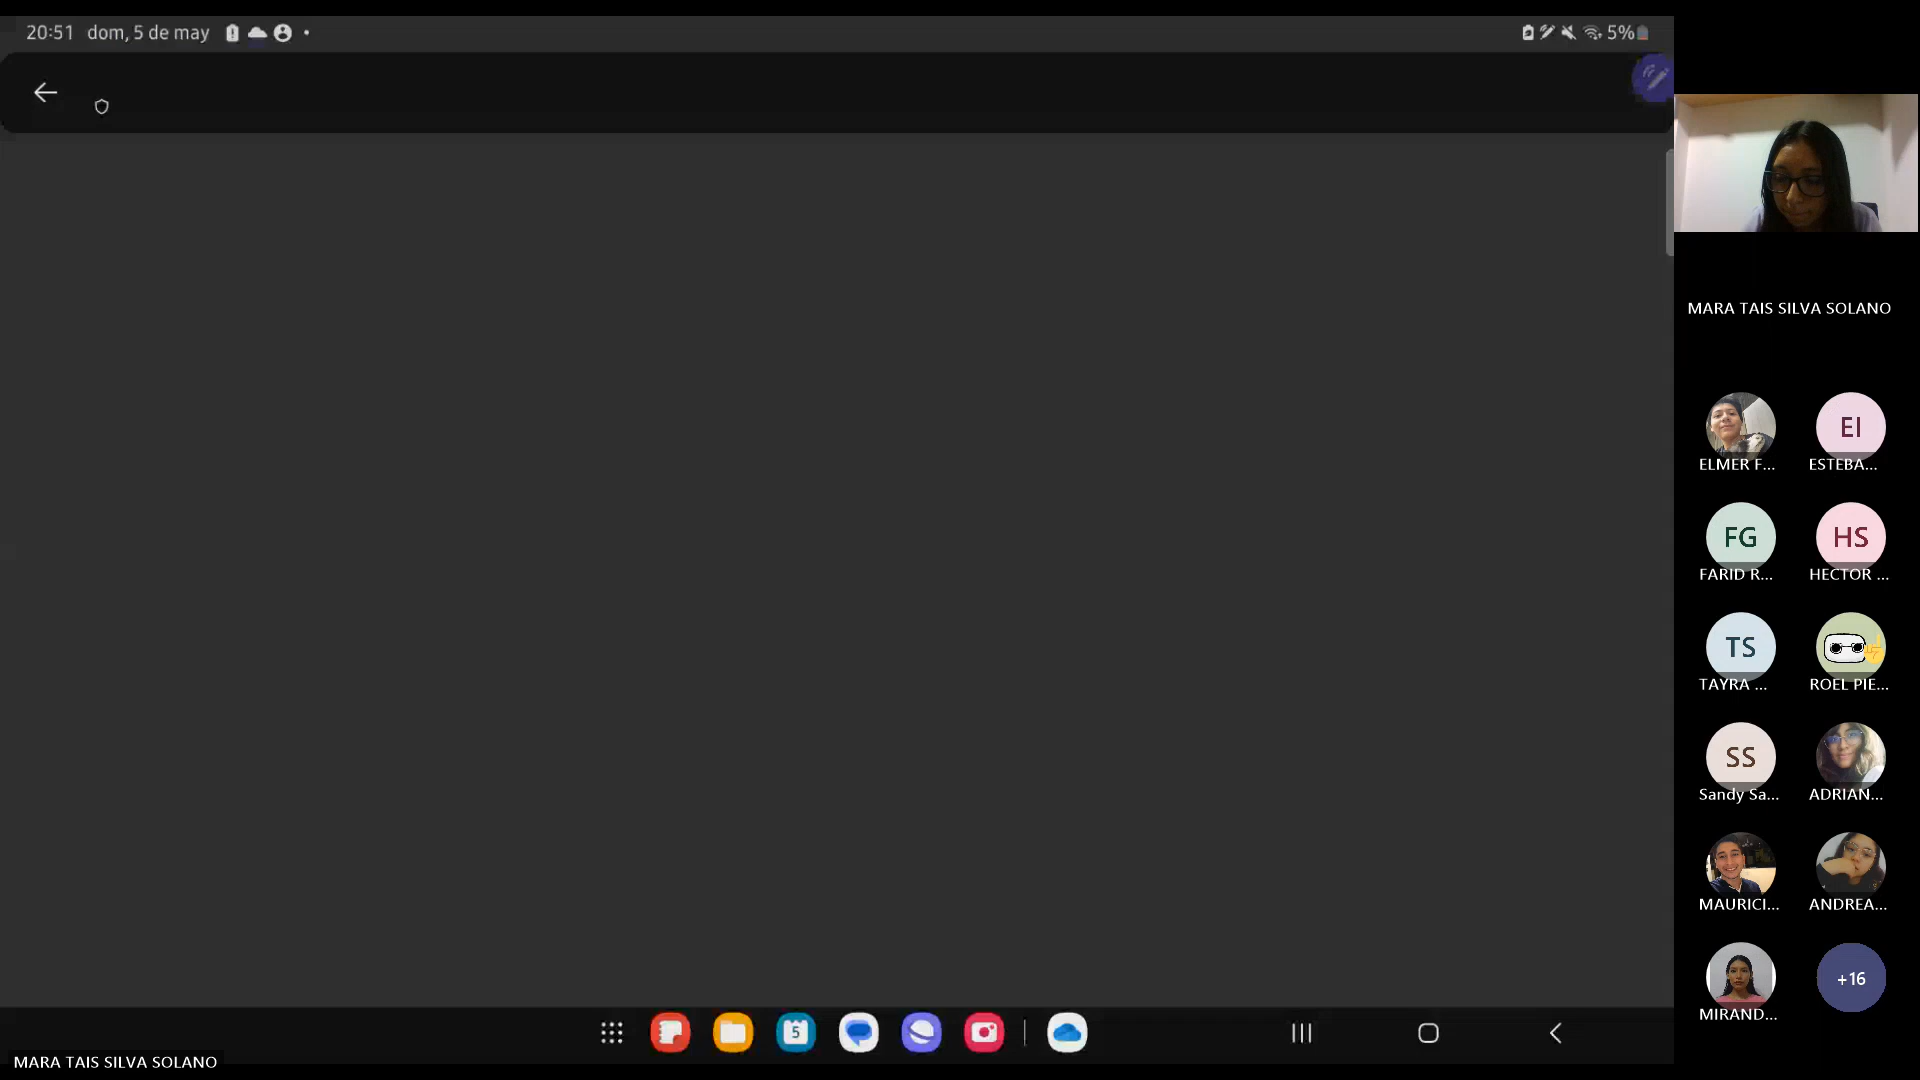 20:51 dom, 5 de may
5%
MARA TAIS SILVA SOLANO
ELMER F...
EI
ESTEBA...
FG
FARID R...
HS
HECTOR ...
TS
TAYRA ...
ROEL PIE...
SS
Sandy Sa...
ADRIAN...
MAURICI...
ANDREA...
MIRAND...
+16
5
MARA TAIS SILVA SOLANO